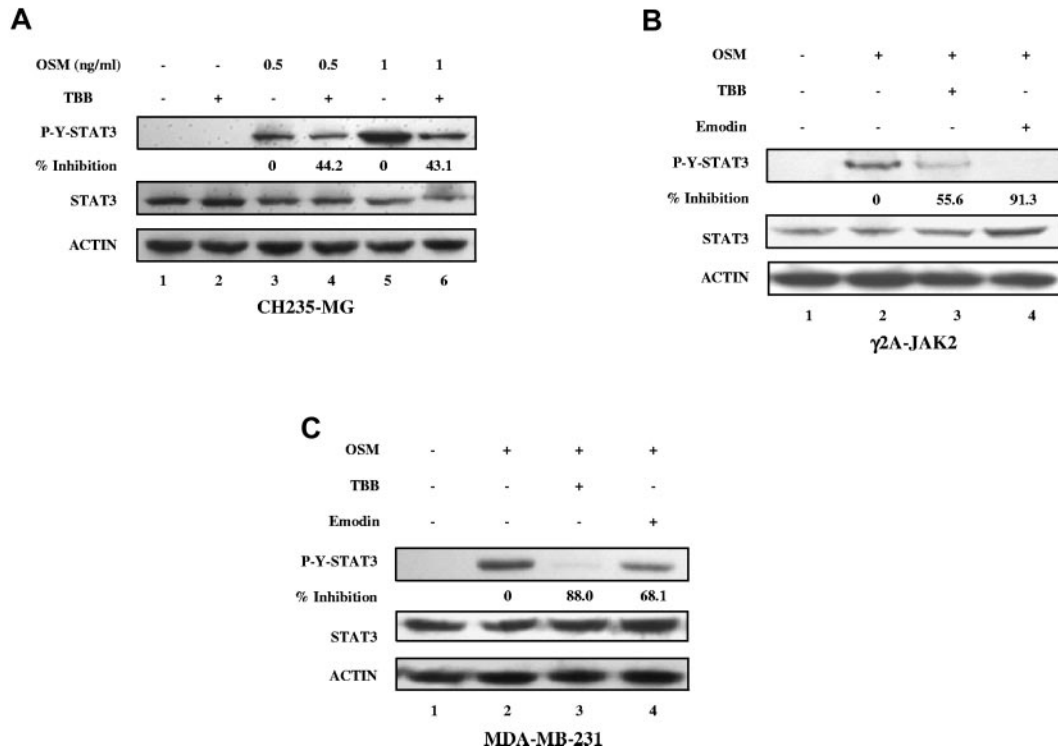 A
OSM (ng/ml) - - 0.5 0.5 1 1
TBB - + - + - +
P-Y-STAT3
% Inhibition 0 44.2 0 43.1
STAT3
ACTIN
1 2 3 4 5 6
CH235-MG
B
OSM - + + +
TBB - - + -
Emodin - - - +
P-Y-STAT3
% Inhibition 0 55.6 91.3
STAT3
ACTIN
1 2 3 4
γ2A-JAK2
C
OSM - + + +
TBB - - + -
Emodin - - - +
P-Y-STAT3
% Inhibition 0 88.0 68.1
STAT3
ACTIN
1 2 3 4
MDA-MB-231